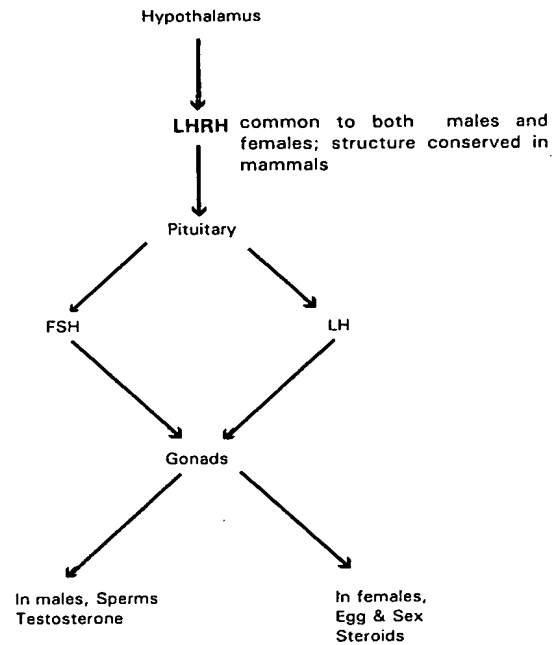 Hypothalamus
LHRH common to both males and
females; structure conserved in
mammals
Pituitary
FSH
LH
Gonads
In males, Sperms
Testosterone
In females,
Egg & Sex
Steroids